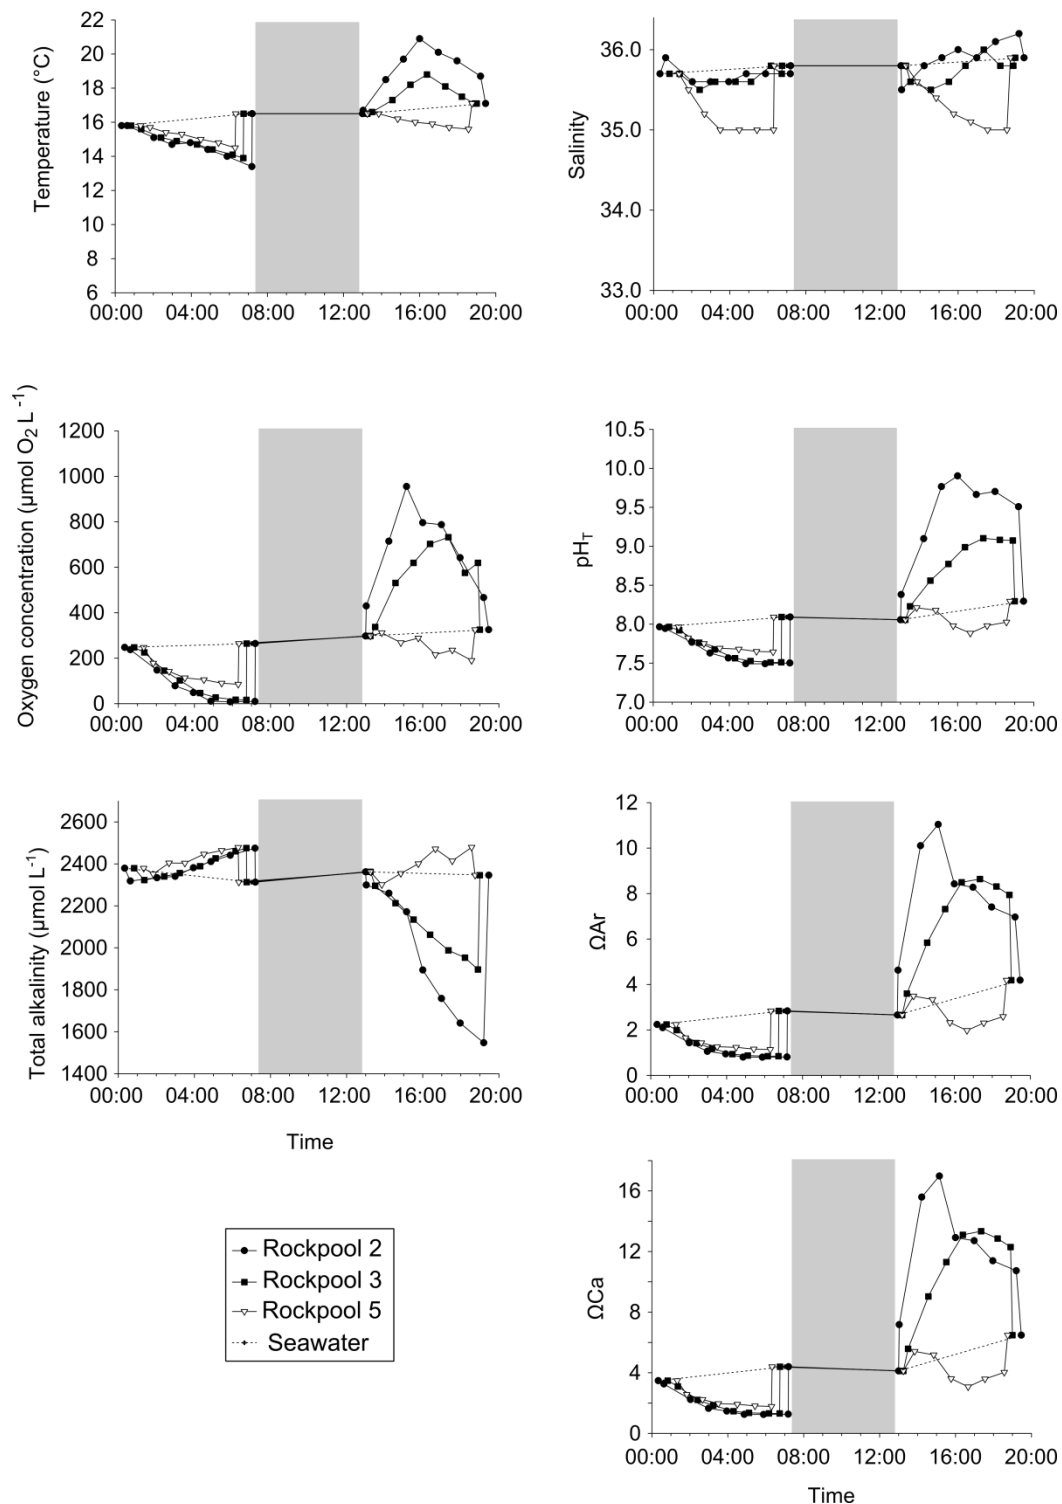 Temperature (°C)
22
20
18
16
14
12
10
8
6
00:00 04:00 08:00 12:00 16:00 20:00
Salinity
36.0
35.0
34.0
33.0
00:00 04:00 08:00 12:00 16:00 20:00
Oxygen concentration (µmol O₂ L⁻¹)
1200
1000
800
600
400
200
0
00:00 04:00 08:00 12:00 16:00 20:00
pH_T
10.5
10.0
9.5
9.0
8.5
8.0
7.5
7.0
00:00 04:00 08:00 12:00 16:00 20:00
Total alkalinity (µmol L⁻¹)
2600
2400
2200
2000
1800
1600
1400
00:00 04:00 08:00 12:00 16:00 20:00
Time
ΩAr
12
10
8
6
4
2
0
00:00 04:00 08:00 12:00 16:00 20:00
ΩCa
16
12
8
4
0
00:00 04:00 08:00 12:00 16:00 20:00
Time
Rockpool 2
Rockpool 3
Rockpool 5
Seawater